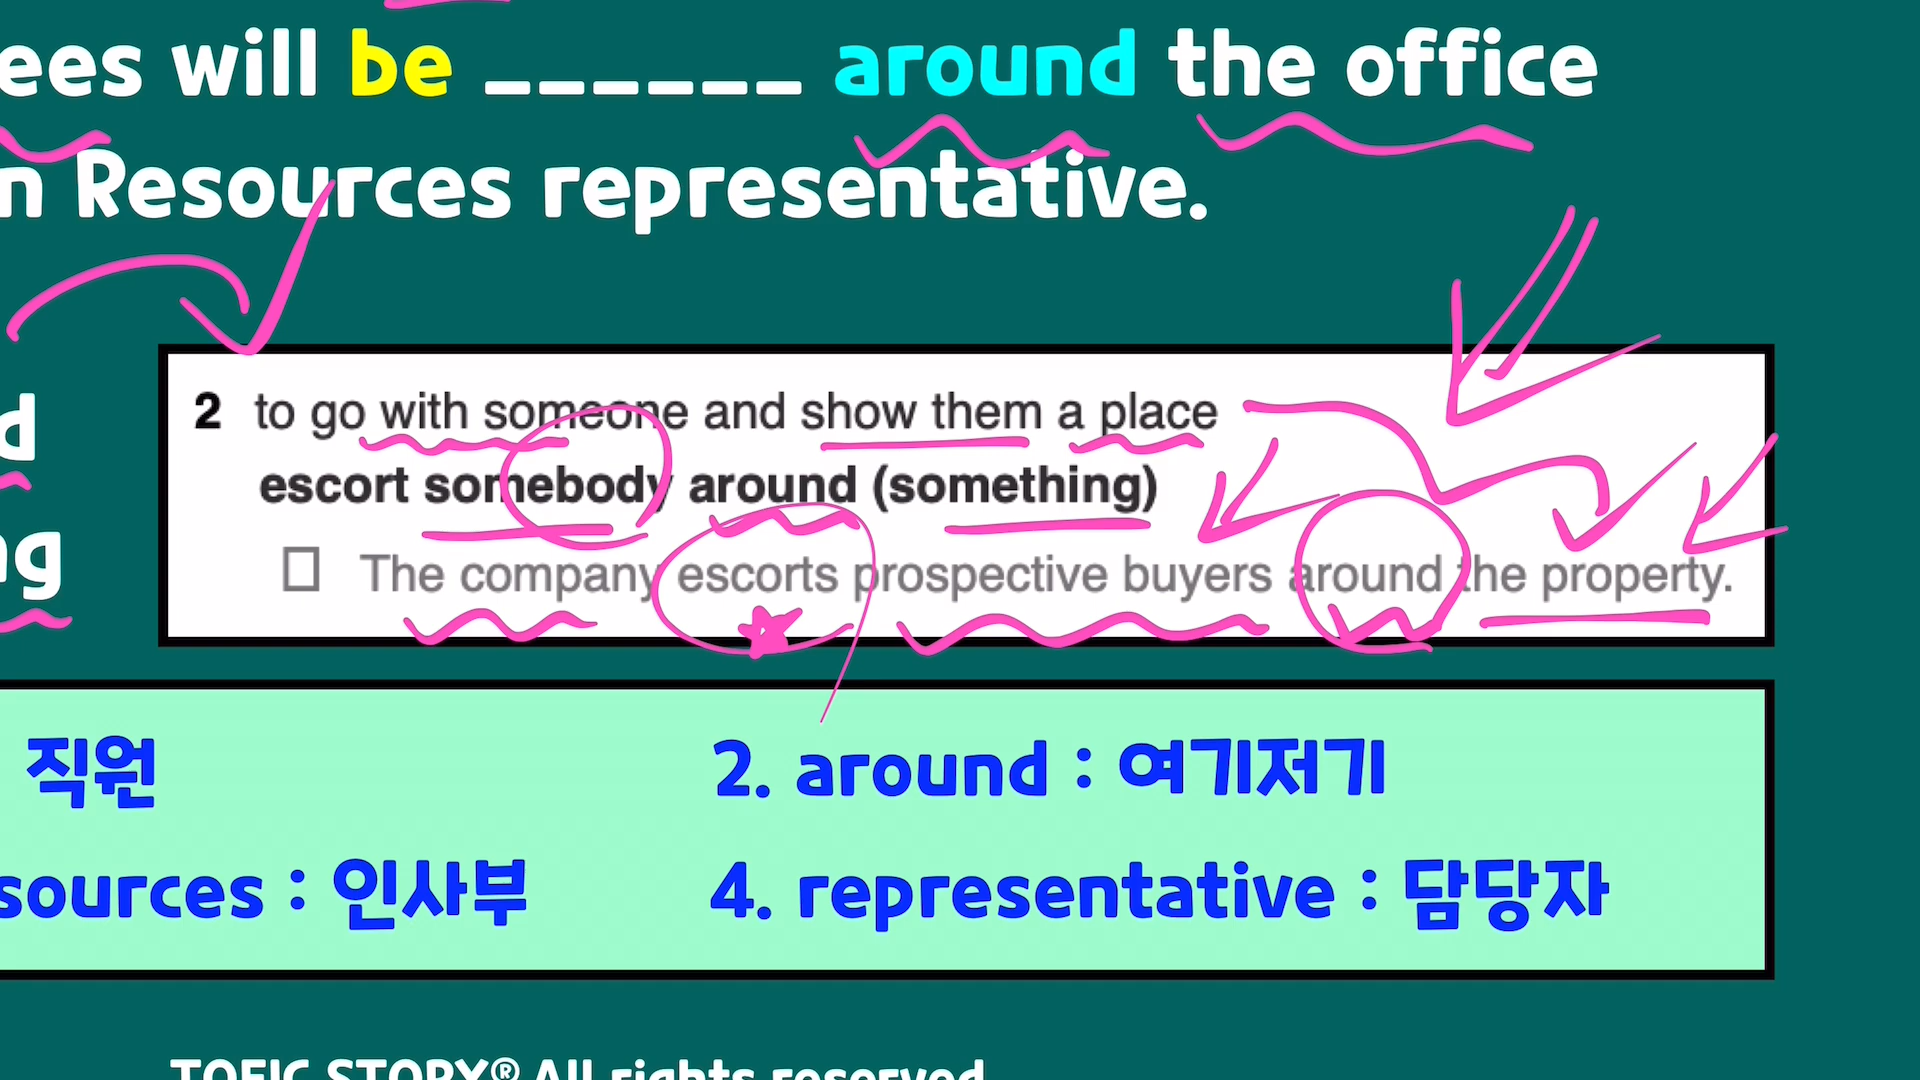 ees will be ______ around the office
n Resources representative.
d
ng
2 to go with someone and show them a place
escort somebody around (something)
□ The company escorts prospective buyers around the property.
직원
2. around : 여기저기
sources : 인사부
4. representative : 담당자
TOEIC STORY® All rights reserved